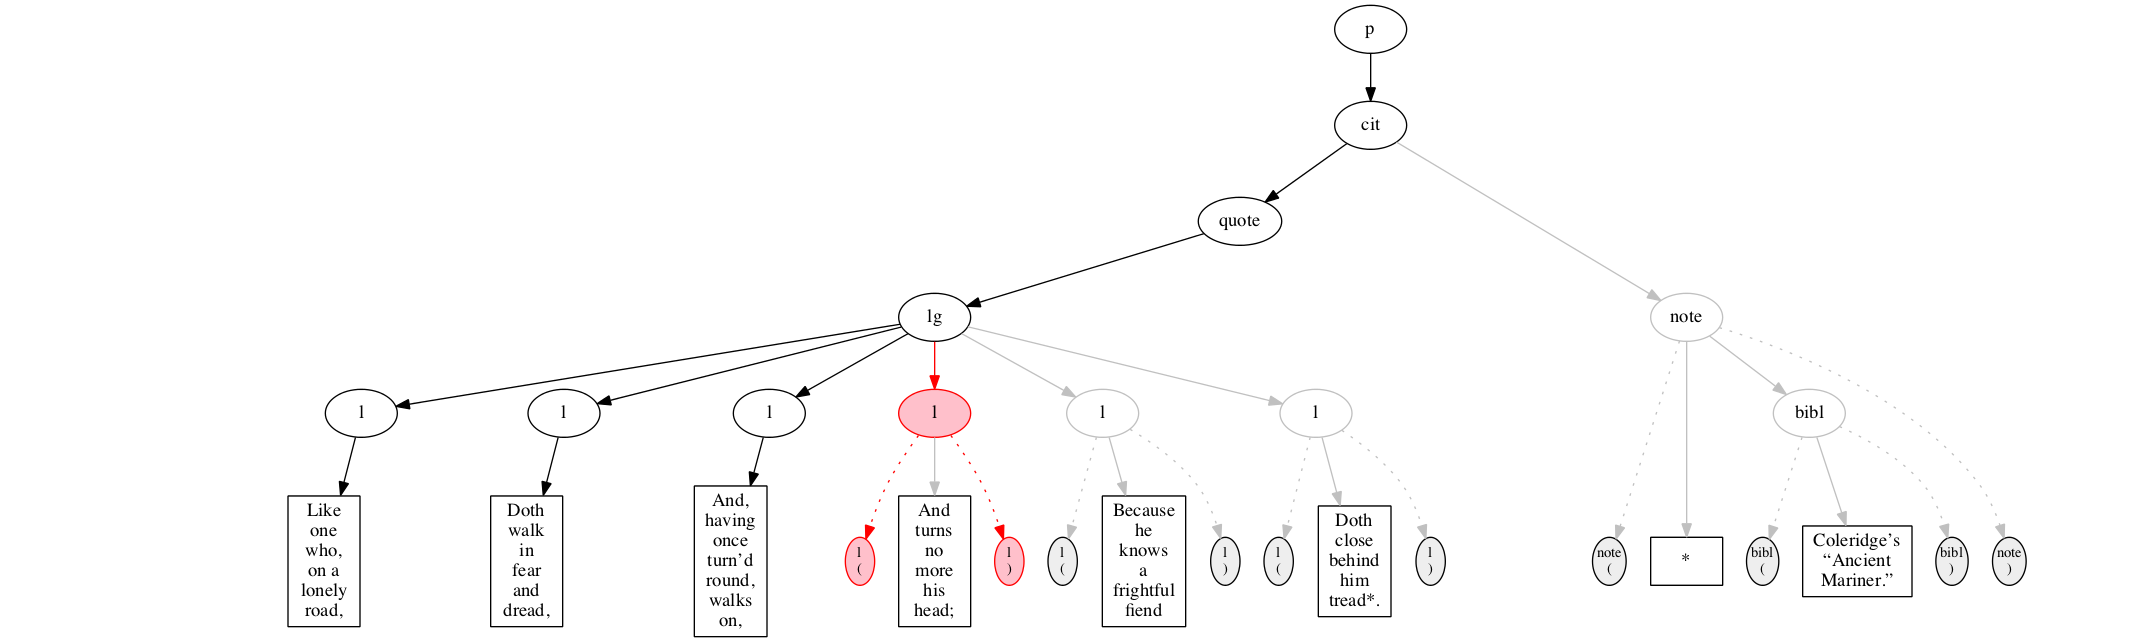 p
cit
quote
lg
note
l
l
l
l
l
l
bibl
Like
one
who,
on a
lonely
road,
Doth
walk
in
fear
and
dread,
And,
having
once
turn’d
round,
walks
on,
l
(
And
turns
no
more
his
head;
l
)
l
(
Because
he
knows
a
frightful
fiend
l
)
l
(
Doth
close
behind
him
tread*.
l
)
note
(
*
bibl
(
Coleridge’s
“Ancient
Mariner.”
bibl
)
note
)